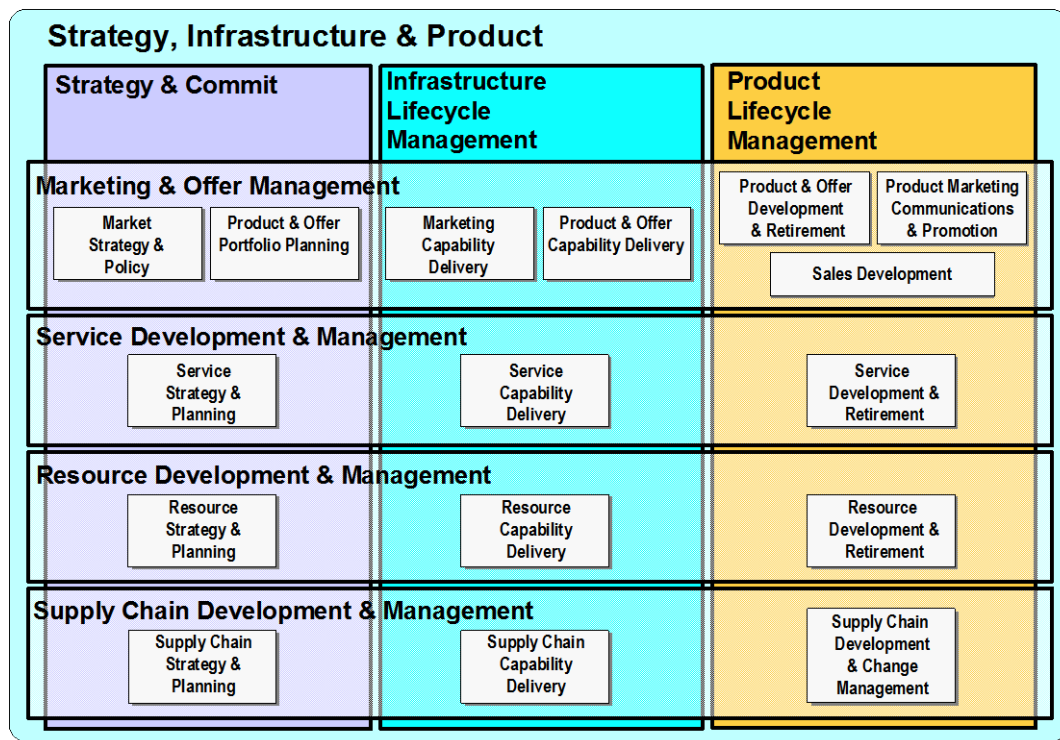 Strategy, Infrastructure & Product
Strategy & Commit
Infrastructure
Lifecycle
Management
Product
Lifecycle
Management
Marketing & Offer Management
Market
Strategy &
Policy
Product & Offer
Portfolio Planning
Marketing
Capability
Delivery
Product & Offer
Capability Delivery
Product & Offer
Development
& Retirement
Product Marketing
Communications
& Promotion
Sales Development
Service Development & Management
Service
Strategy &
Planning
Service
Capability
Delivery
Service
Development &
Retirement
Resource Development & Management
Resource
Strategy &
Planning
Resource
Capability
Delivery
Resource
Development &
Retirement
Supply Chain Development & Management
Supply Chain
Strategy &
Planning
Supply Chain
Capability
Delivery
Supply Chain
Development
& Change
Management